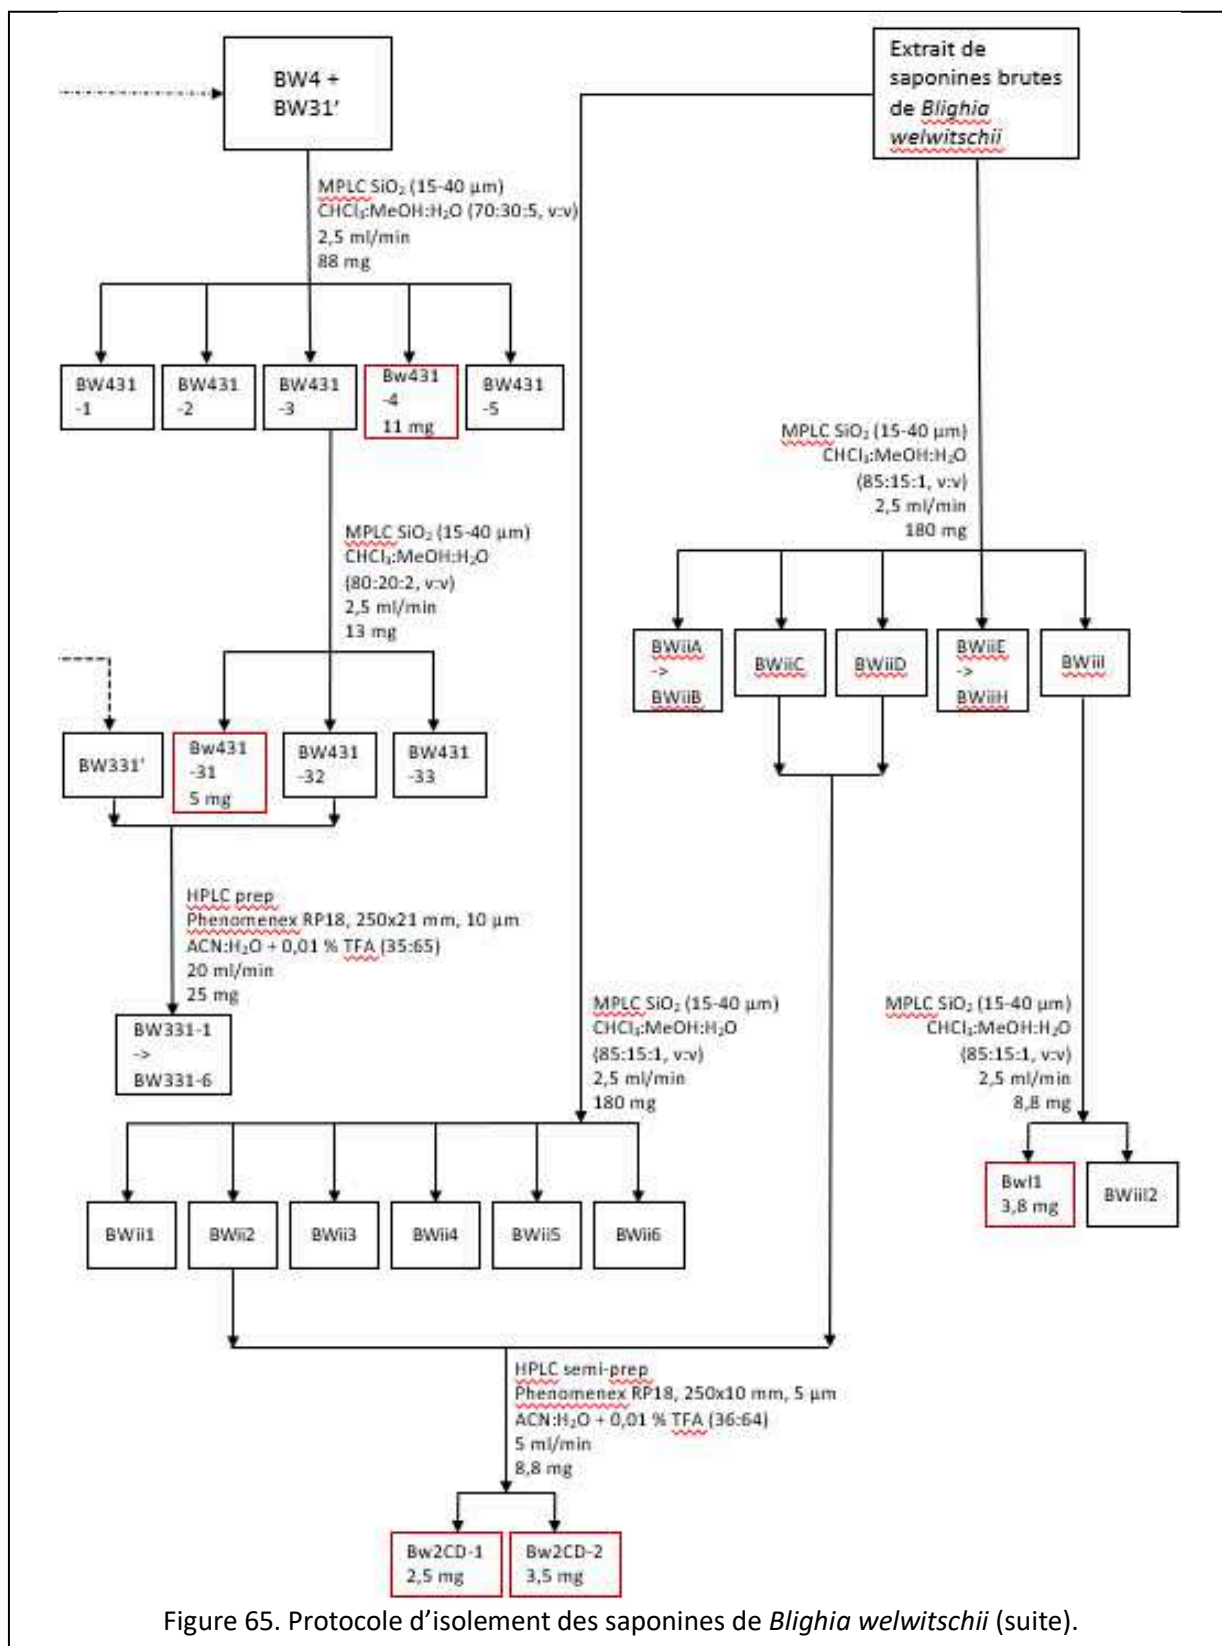 BW4 +
BW31'
Extrait de
saponines brutes
de Blighia
welwitschii
MPLC SiO₂ (15-40 µm)
CHCl₃:MeOH:H₂O (70:30:5, v:v)
2,5 ml/min
88 mg
BW431
-1
BW431
-2
BW431
-3
Bw431
-4
11 mg
BW431
-5
MPLC SiO₂ (15-40 µm)
CHCl₃:MeOH:H₂O
(85:15:1, v:v)
2,5 ml/min
180 mg
MPLC SiO₂ (15-40 µm)
CHCl₃:MeOH:H₂O
(80:20:2, v:v)
2,5 ml/min
13 mg
BWiiA
->
BWiiB
BWiiC
BWiiD
BWiiE
->
BWiiH
BWiiI
BW331'
Bw431
-31
5 mg
BW431
-32
BW431
-33
HPLC prep
Phenomenex RP18, 250x21 mm, 10 µm
ACN:H₂O + 0,01 % TFA (35:65)
20 ml/min
25 mg
BW331-1
->
BW331-6
MPLC SiO₂ (15-40 µm)
CHCl₃:MeOH:H₂O
(85:15:1, v:v)
2,5 ml/min
180 mg
MPLC SiO₂ (15-40 µm)
CHCl₃:MeOH:H₂O
(85:15:1, v:v)
2,5 ml/min
8,8 mg
BwI1
3,8 mg
BWiiI2
BWii1
BWii2
BWii3
BWii4
BWii5
BWii6
HPLC semi-prep
Phenomenex RP18, 250x10 mm, 5 µm
ACN:H₂O + 0,01 % TFA (36:64)
5 ml/min
8,8 mg
Bw2CD-1
2,5 mg
Bw2CD-2
3,5 mg
Figure 65. Protocole d'isolement des saponines de Blighia welwitschii (suite).